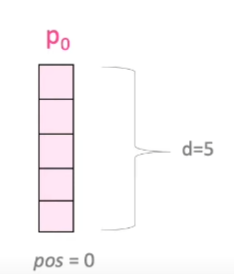 p₀
d=5
pos = 0